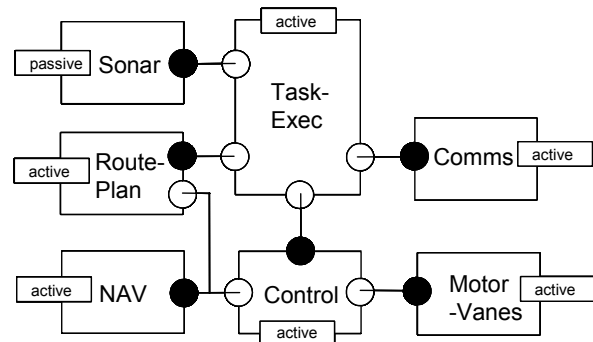 active
passive
Sonar
Task-
Exec
active
Route-
Plan
Comms
active
active
NAV
Control
active
Motor
-Vanes
active